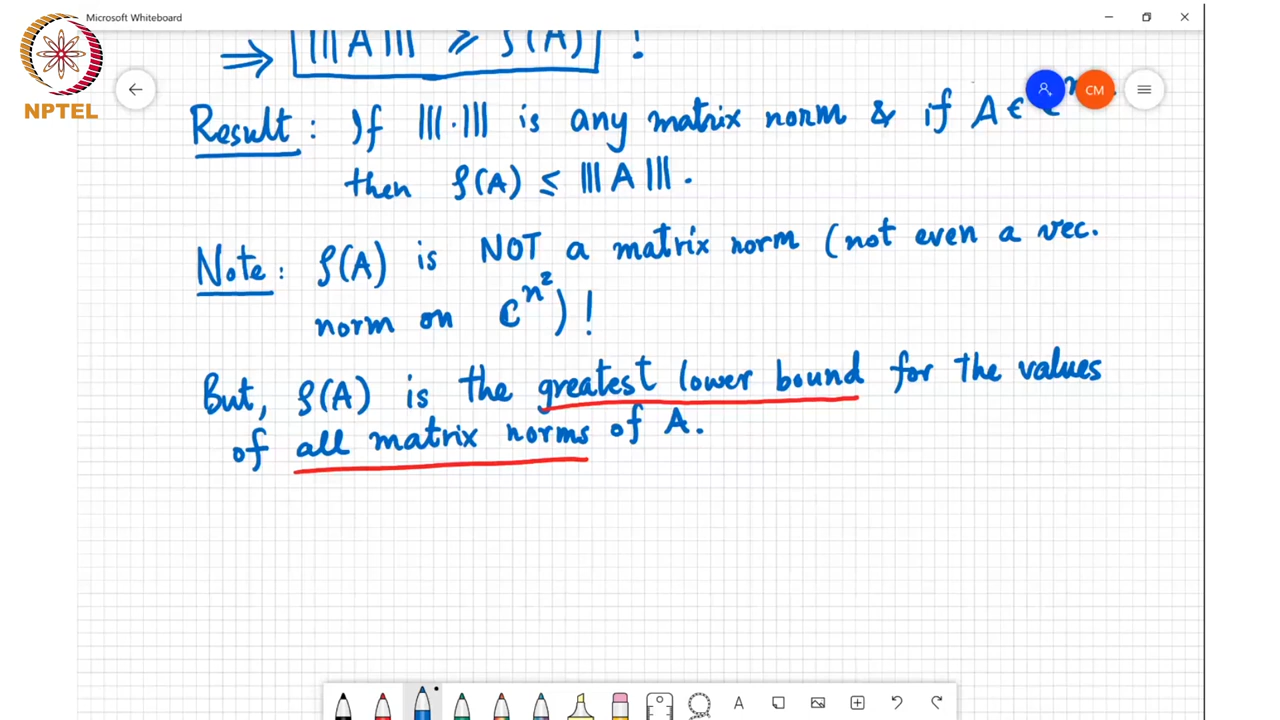 Microsoft Whiteboard
⇒ |||A||| ≥ ρ(A) !
NPTEL
CM
Result: If |||·||| is any matrix norm & if A ∈
then ρ(A) ≤ |||A|||.
Note: ρ(A) is NOT a matrix norm (not even a vec.
norm on ℂ^n²) !
But, ρ(A) is the greatest lower bound for the values
of all matrix norms of A.